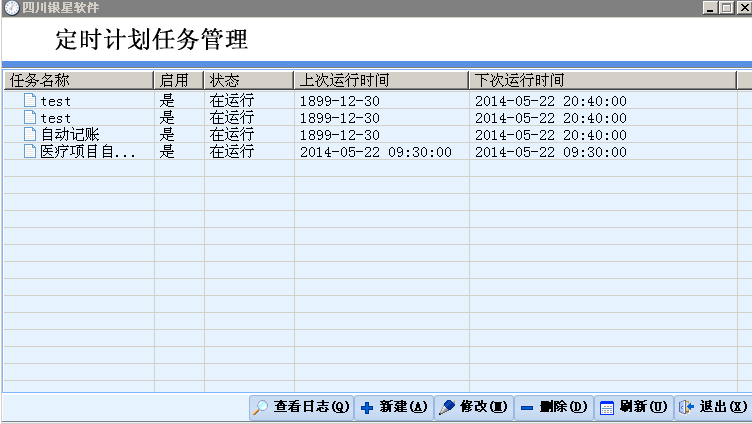 四川银星软件
定时计划任务管理
任务名称 启用 状态 上次运行时间 下次运行时间
test 是 在运行 1899-12-30 2014-05-22 20:40:00
test 是 在运行 1899-12-30 2014-05-22 20:40:00
自动记账 是 在运行 1899-12-30 2014-05-22 20:40:00
医疗项目自... 是 在运行 2014-05-22 09:30:00 2014-05-22 09:30:00
查看日志(Q) 新建(A) 修改(M) 删除(D) 刷新(U) 退出(X)